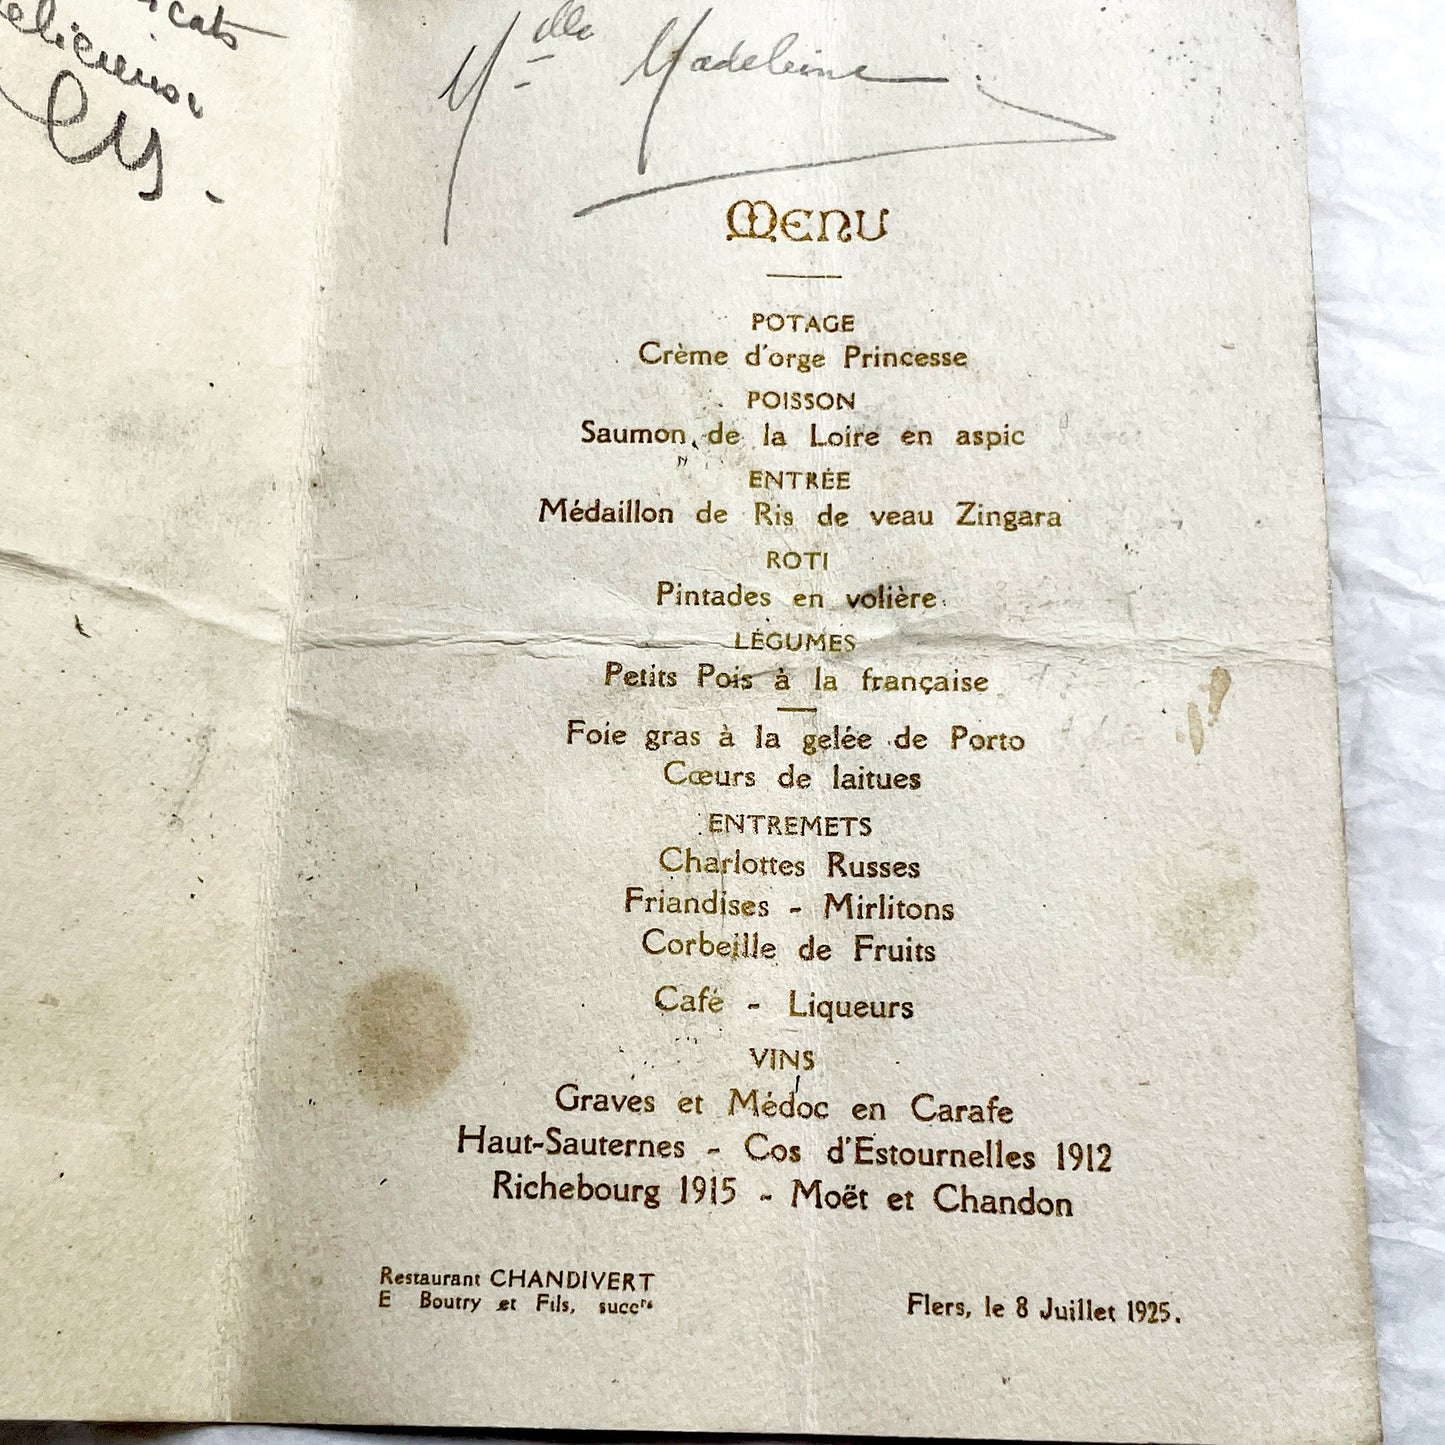 Mlle Madeleine
MENU
POTAGE
Crème d'orge Princesse
POISSON
Saumon de la Loire en aspic
ENTRÉE
Médaillon de Ris de veau Zingara
ROTI
Pintades en volière
LÉGUMES
Petits Pois à la française
Foie gras à la gelée de Porto
Cœurs de laitues
ENTREMETS
Charlottes Russes
Friandises - Mirlitons
Corbeille de Fruits
Café - Liqueurs
VINS
Graves et Médoc en Carafe
Haut-Sauternes - Cos d'Estournelles 1912
Richebourg 1915 - Moët et Chandon
Restaurant CHANDIVERT
E Boutry et Fils, succrs
Flers, le 8 Juillet 1925.